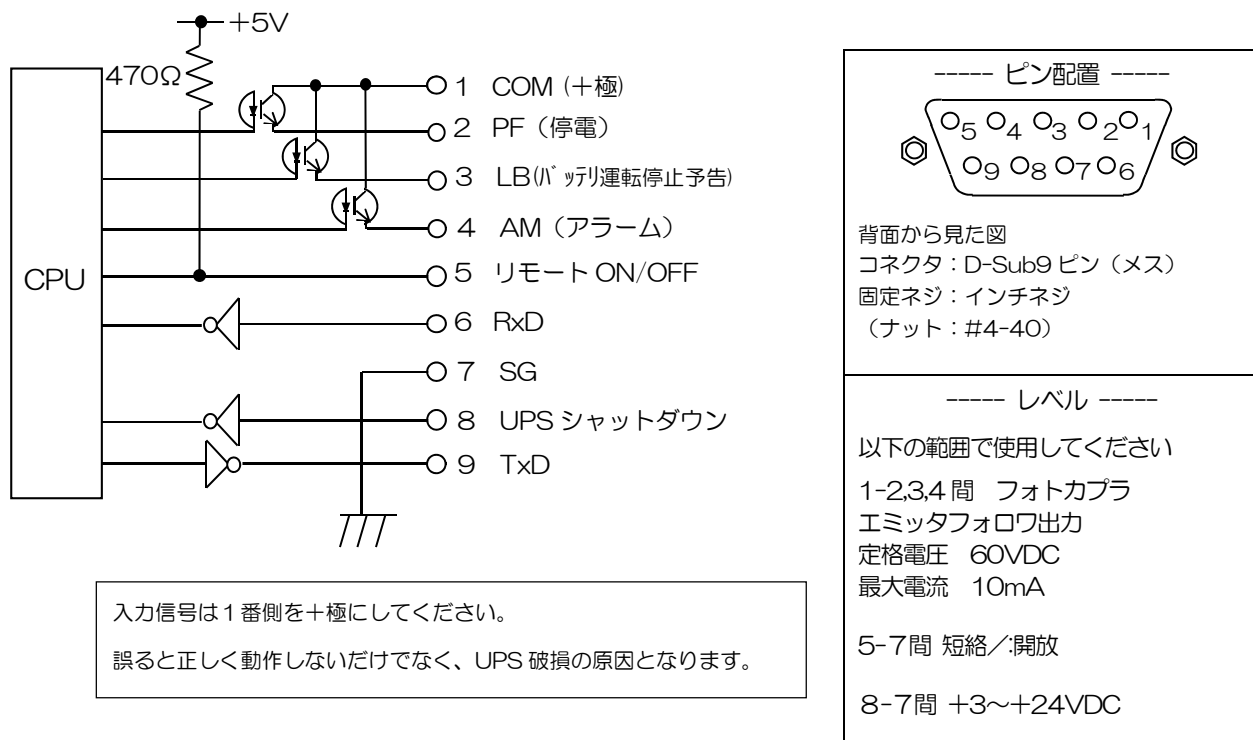 +5V
470Ω
CPU
1 COM (＋極)
2 PF（停電）
3 LB(ﾊﾞｯﾃﾘ運転停止予告)
4 AM（アラーム）
5 リモート ON/OFF
6 RxD
7 SG
8 UPS シャットダウン
9 TxD
入力信号は１番側を＋極にしてください。
誤ると正しく動作しないだけでなく、UPS 破損の原因となります。
----- ピン配置 -----
5 4 3 2 1
9 8 7 6
背面から見た図
コネクタ：D-Sub9 ピン（メス）
固定ネジ：インチネジ
（ナット：#4-40）
----- レベル -----
以下の範囲で使用してください
1-2,3,4 間　フォトカプラ
エミッタフォロワ出力
定格電圧　60VDC
最大電流　10mA
5-7間 短絡／:開放
8-7間 +3～+24VDC